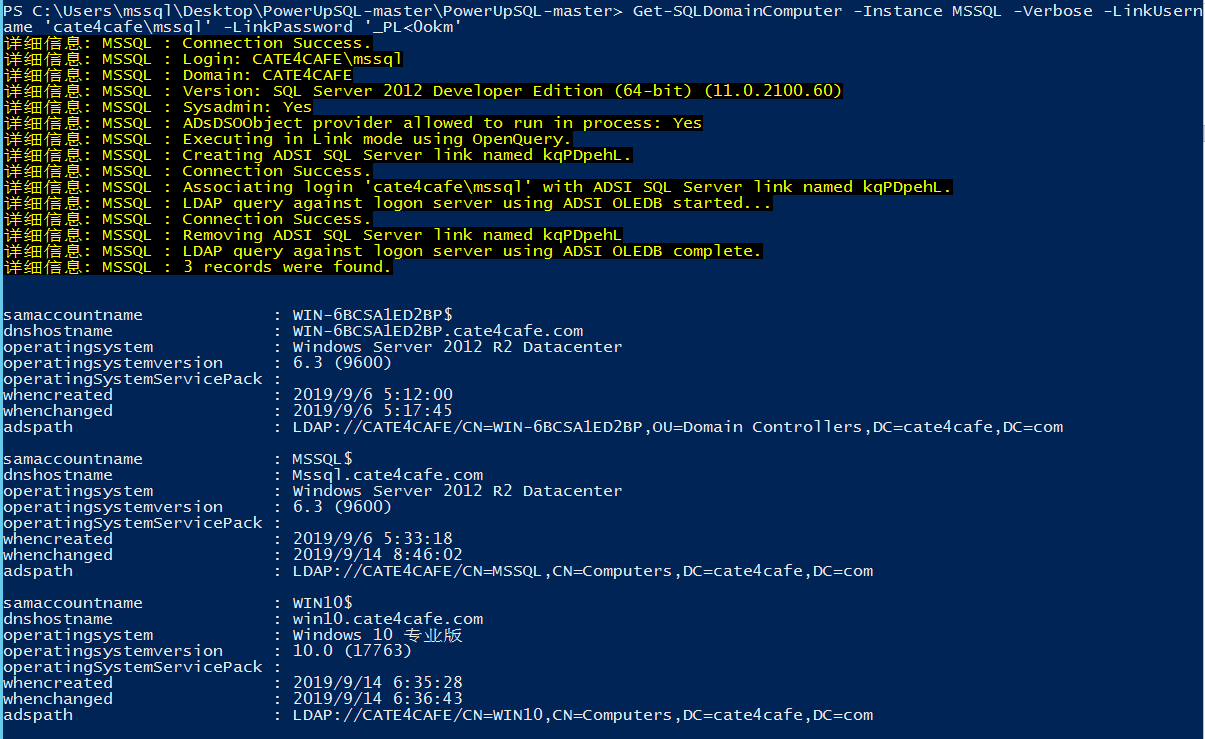 PS C:\Users\mssql\Desktop\PowerUpSQL-master\PowerUpSQL-master> Get-SQLDomainComputer -Instance MSSQL -Verbose -LinkUsern
ame 'cate4cafe\mssql' -LinkPassword '_PL<0okm'
详细信息: MSSQL : Connection Success.
详细信息: MSSQL : Login: CATE4CAFE\mssql
详细信息: MSSQL : Domain: CATE4CAFE
详细信息: MSSQL : Version: SQL Server 2012 Developer Edition (64-bit) (11.0.2100.60)
详细信息: MSSQL : Sysadmin: Yes
详细信息: MSSQL : ADsDSOObject provider allowed to run in process: Yes
详细信息: MSSQL : Executing in Link mode using OpenQuery.
详细信息: MSSQL : Creating ADSI SQL Server link named kqPDpehL.
详细信息: MSSQL : Connection Success.
详细信息: MSSQL : Associating login 'cate4cafe\mssql' with ADSI SQL Server link named kqPDpehL.
详细信息: MSSQL : LDAP query against logon server using ADSI OLEDB started...
详细信息: MSSQL : Connection Success.
详细信息: MSSQL : Removing ADSI SQL Server link named kqPDpehL
详细信息: MSSQL : LDAP query against logon server using ADSI OLEDB complete.
详细信息: MSSQL : 3 records were found.
samaccountname : WIN-6BCSA1ED2BP$
dnshostname : WIN-6BCSA1ED2BP.cate4cafe.com
operatingsystem : Windows Server 2012 R2 Datacenter
operatingsystemversion : 6.3 (9600)
operatingSystemServicePack :
whencreated : 2019/9/6 5:12:00
whenchanged : 2019/9/6 5:17:45
adspath : LDAP://CATE4CAFE/CN=WIN-6BCSA1ED2BP,OU=Domain Controllers,DC=cate4cafe,DC=com
samaccountname : MSSQL$
dnshostname : Mssql.cate4cafe.com
operatingsystem : Windows Server 2012 R2 Datacenter
operatingsystemversion : 6.3 (9600)
operatingSystemServicePack :
whencreated : 2019/9/6 5:33:18
whenchanged : 2019/9/14 8:46:02
adspath : LDAP://CATE4CAFE/CN=MSSQL,CN=Computers,DC=cate4cafe,DC=com
samaccountname : WIN10$
dnshostname : win10.cate4cafe.com
operatingsystem : Windows 10 专业版
operatingsystemversion : 10.0 (17763)
operatingSystemServicePack :
whencreated : 2019/9/14 6:35:28
whenchanged : 2019/9/14 6:36:43
adspath : LDAP://CATE4CAFE/CN=WIN10,CN=Computers,DC=cate4cafe,DC=com